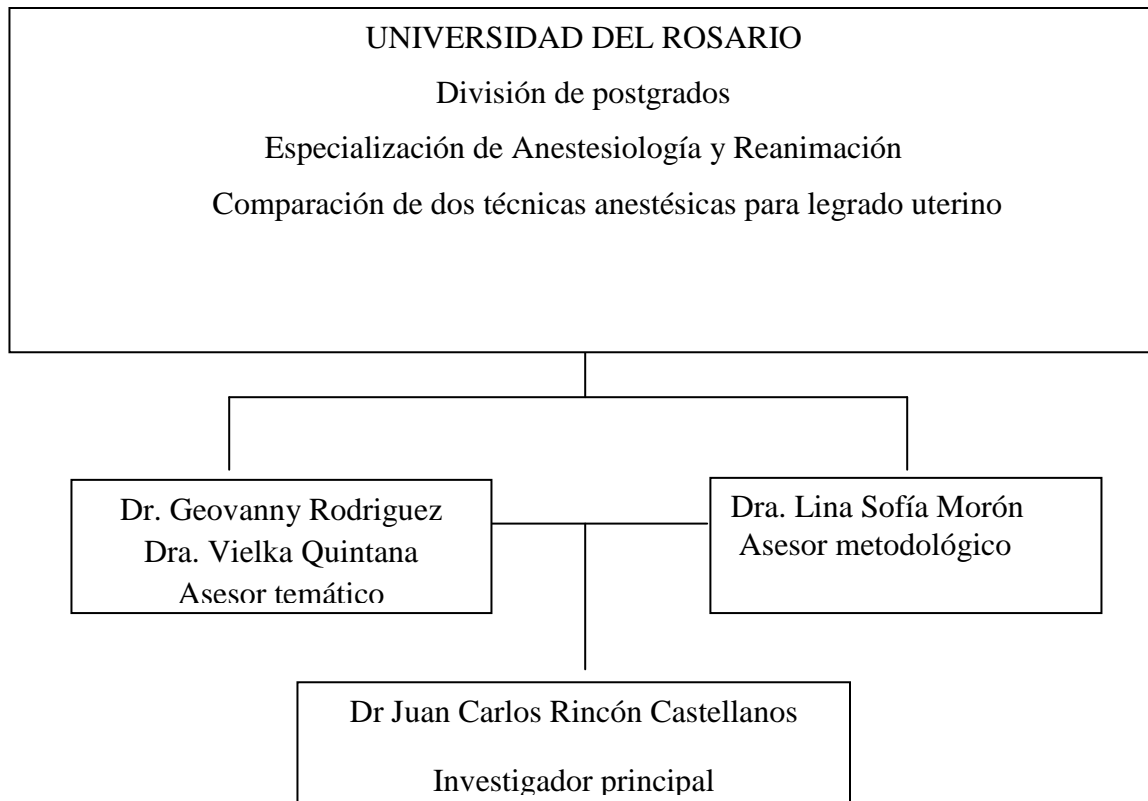 UNIVERSIDAD DEL ROSARIO
División de postgrados
Especialización de Anestesiología y Reanimación
Comparación de dos técnicas anestésicas para legrado uterino
Dr. Geovanny Rodriguez
Dra. Vielka Quintana
Asesor temático
Dra. Lina Sofía Morón
Asesor metodológico
Dr Juan Carlos Rincón Castellanos
Investigador principal